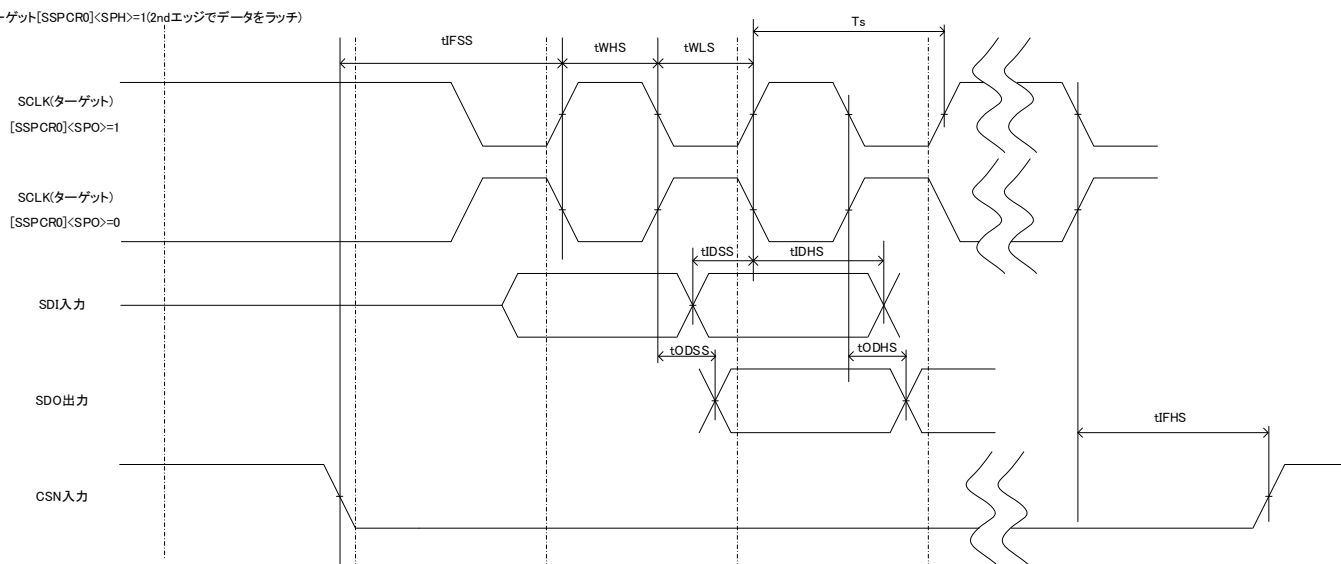 ーゲット[SSPCR0]<SPH>=1(2ndエッジでデータをラッチ)
Ts
tIFSS
tWHS
tWLS
SCLK(ターゲット)
[SSPCR0]<SPO>=1
SCLK(ターゲット)
[SSPCR0]<SPO>=0
tIDSS
tIDHS
SDI入力
tODSS
tODHS
SDO出力
tIFHS
CSN入力